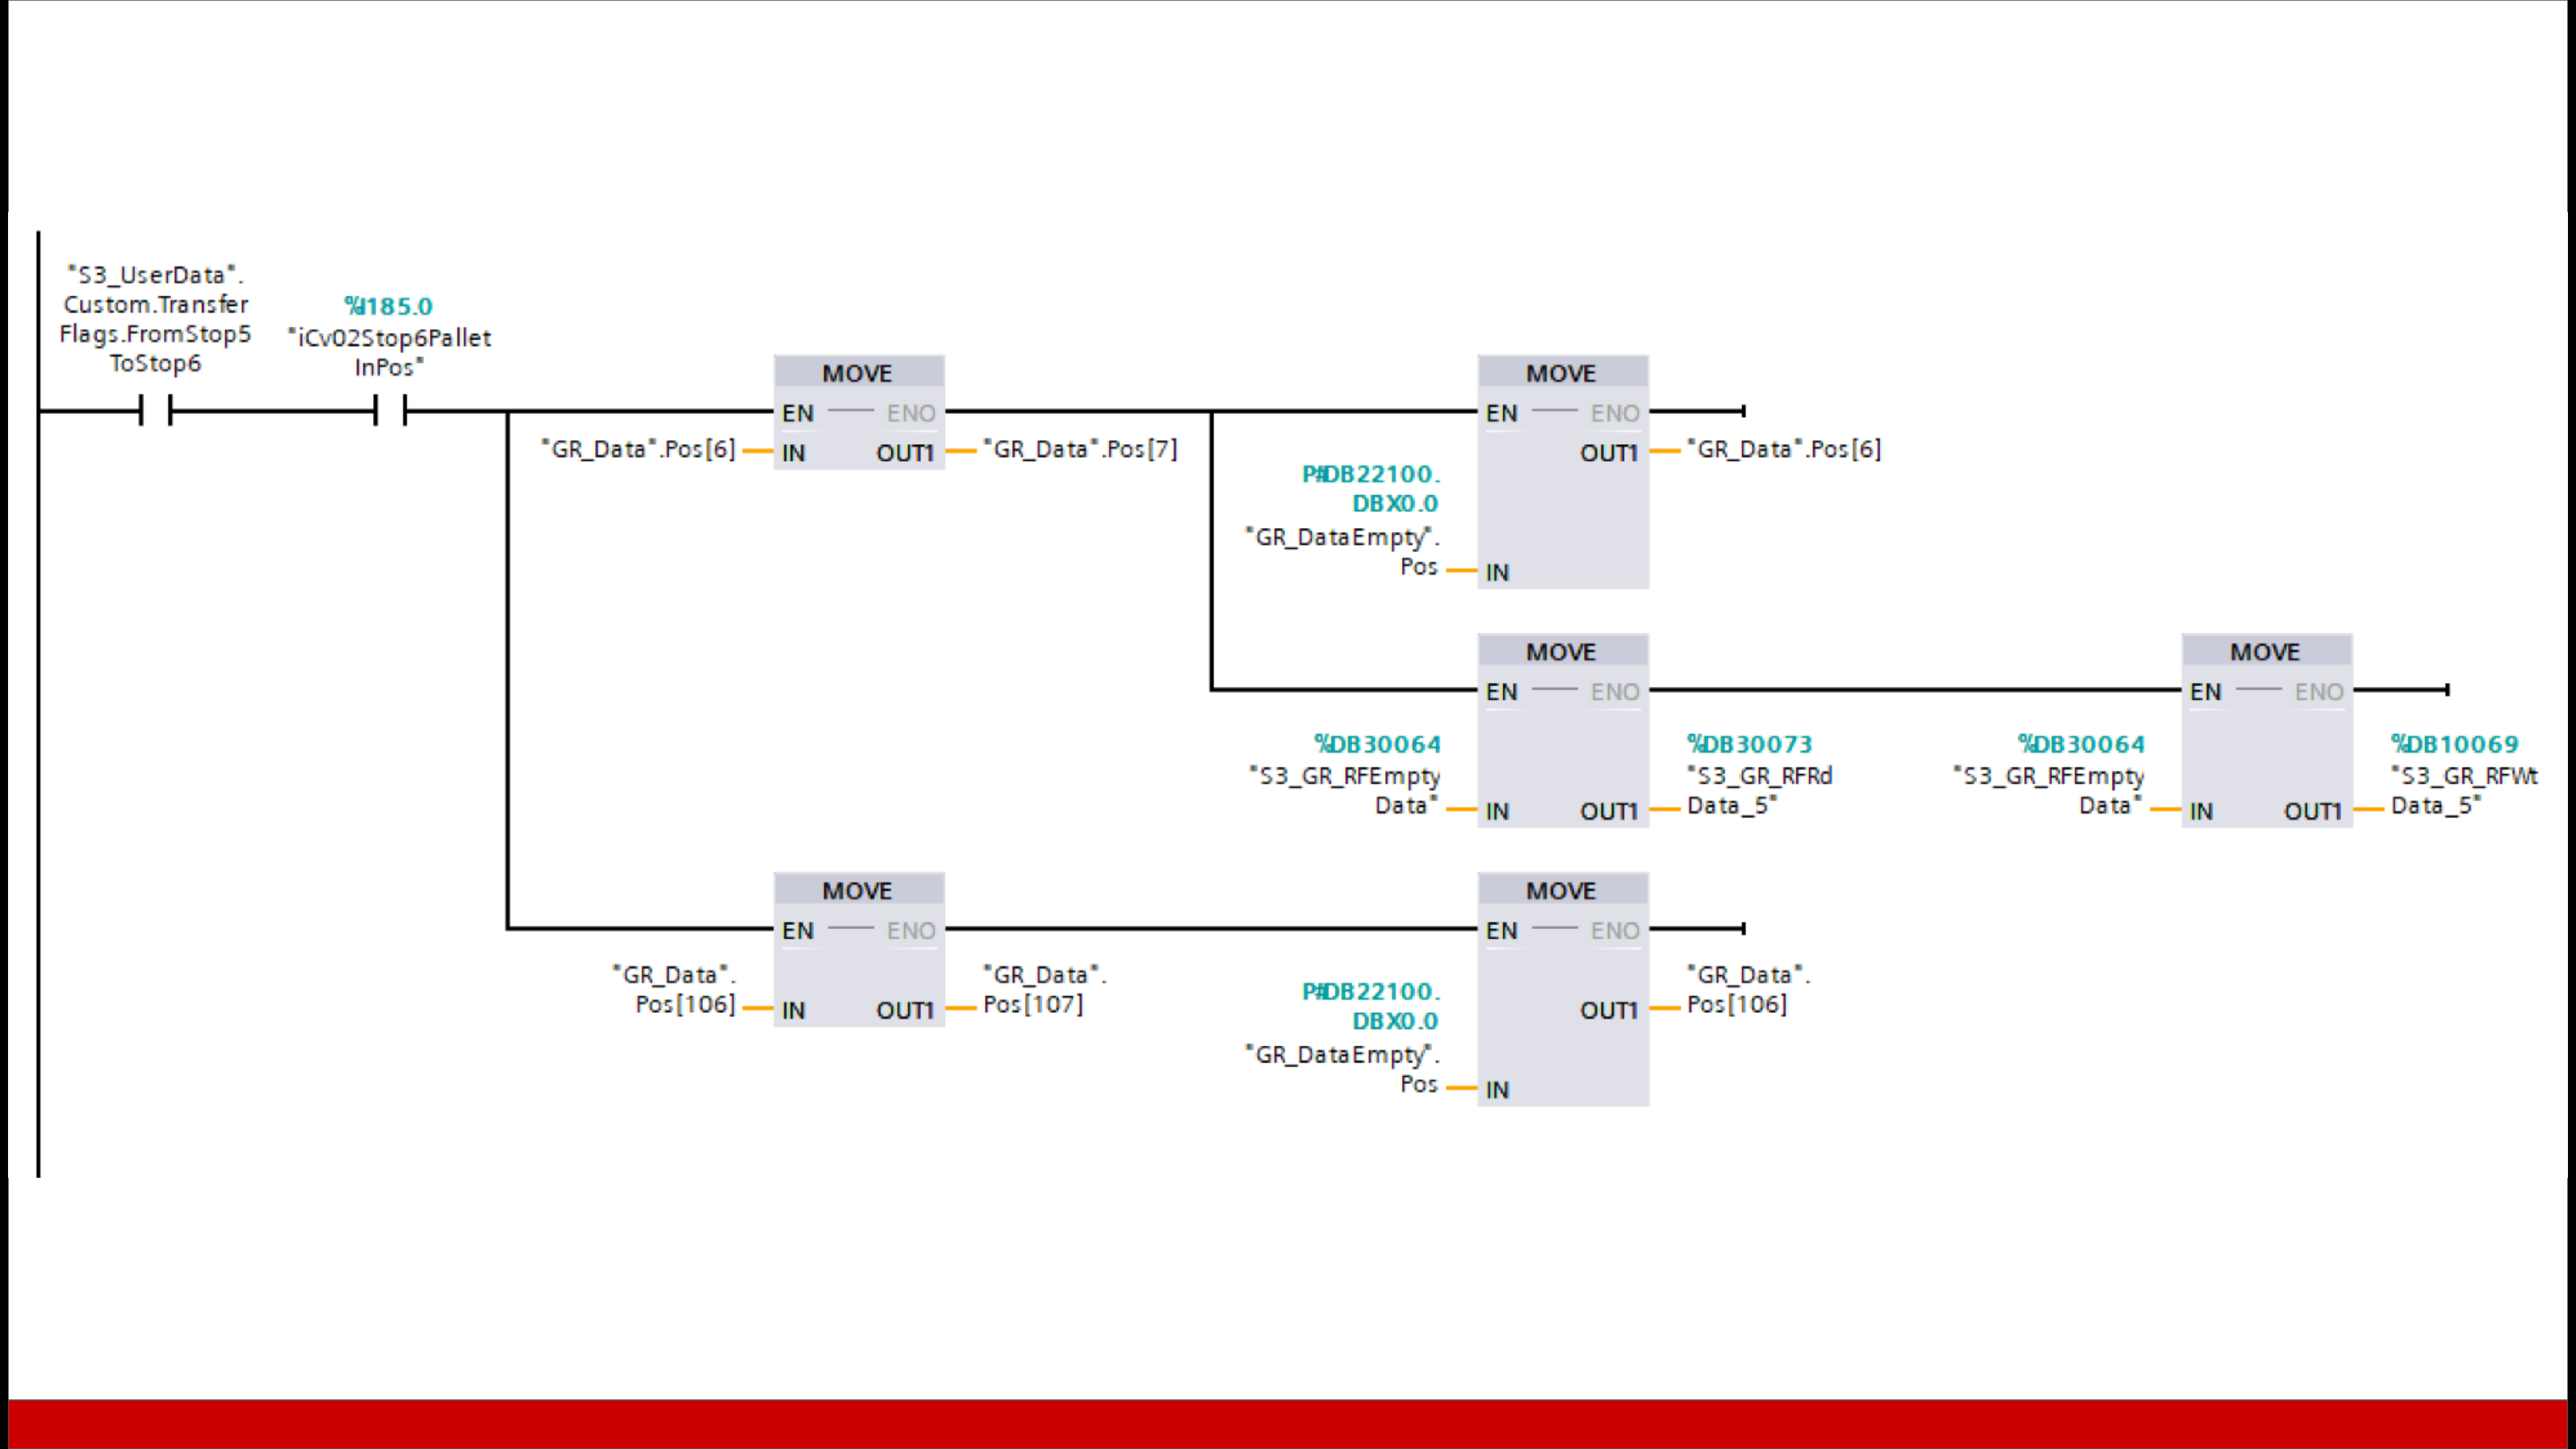 "S3_UserData".
Custom.Transfer
Flags.FromStop5
ToStop6
%I185.0
"iCv02Stop6Pallet
InPos"
MOVE
EN
ENO
"GR_Data".Pos[6]
IN
OUT1
"GR_Data".Pos[7]
MOVE
EN
ENO
OUT1
"GR_Data".Pos[6]
P#DB22100.
DBX0.0
"GR_DataEmpty".
Pos
IN
MOVE
EN
ENO
%DB30064
"S3_GR_RFEmpty
Data"
IN
OUT1
%DB30073
"S3_GR_RFRd
Data_5"
MOVE
EN
ENO
%DB30064
"S3_GR_RFEmpty
Data"
IN
OUT1
%DB10069
"S3_GR_RFWt
Data_5"
MOVE
EN
ENO
"GR_Data".
Pos[106]
IN
OUT1
"GR_Data".
Pos[107]
MOVE
EN
ENO
OUT1
"GR_Data".
Pos[106]
P#DB22100.
DBX0.0
"GR_DataEmpty".
Pos
IN